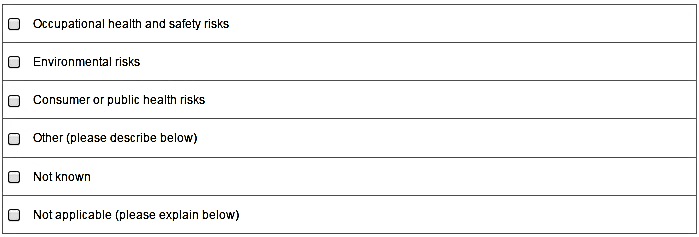 Occupational health and safety risks
Environmental risks
Consumer or public health risks
Other (please describe below)
Not known
Not applicable (please explain below)